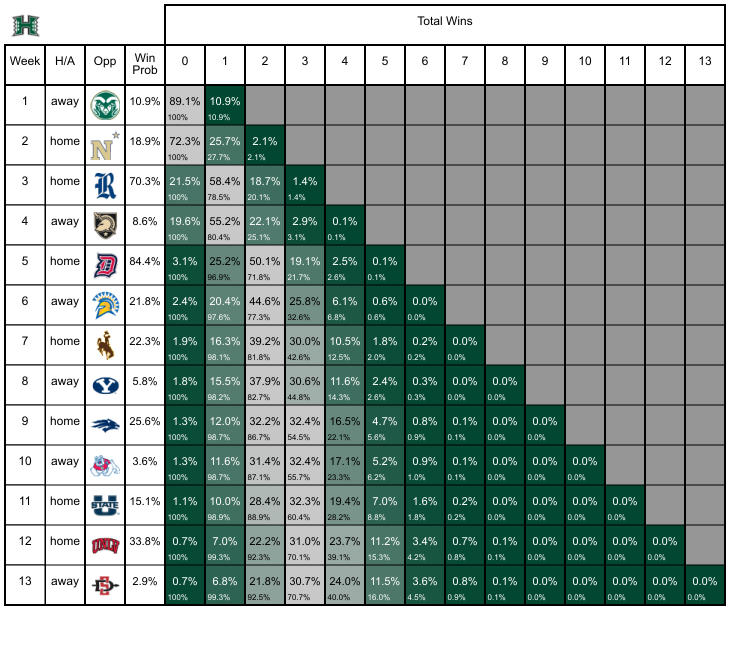 H
Total Wins
Week H/A Opp Win Prob 0 1 2 3 4 5 6 7 8 9 10 11 12 13
1 away 10.9% 89.1% 10.9%
100% 10.9%
2 home N 18.9% 72.3% 25.7% 2.1%
100% 27.7% 2.1%
3 home R 70.3% 21.5% 58.4% 18.7% 1.4%
100% 78.5% 20.1% 1.4%
4 away 8.6% 19.6% 55.2% 22.1% 2.9% 0.1%
100% 80.4% 25.1% 3.1% 0.1%
5 home D 84.4% 3.1% 25.2% 50.1% 19.1% 2.5% 0.1%
100% 96.9% 71.8% 21.7% 2.6% 0.1%
6 away 21.8% 2.4% 20.4% 44.6% 25.8% 6.1% 0.6% 0.0%
100% 97.6% 77.3% 32.6% 6.8% 0.6% 0.0%
7 home 22.3% 1.9% 16.3% 39.2% 30.0% 10.5% 1.8% 0.2% 0.0%
100% 98.1% 81.8% 42.6% 12.5% 2.0% 0.2% 0.0%
8 away Y 5.8% 1.8% 15.5% 37.9% 30.6% 11.6% 2.4% 0.3% 0.0% 0.0%
100% 98.2% 82.7% 44.8% 14.3% 2.6% 0.3% 0.0% 0.0%
9 home 25.6% 1.3% 12.0% 32.2% 32.4% 16.5% 4.7% 0.8% 0.1% 0.0% 0.0%
100% 98.7% 86.7% 54.5% 22.1% 5.6% 0.9% 0.1% 0.0% 0.0%
10 away 3.6% 1.3% 11.6% 31.4% 32.4% 17.1% 5.2% 0.9% 0.1% 0.0% 0.0% 0.0%
100% 98.7% 87.1% 55.7% 23.3% 6.2% 1.0% 0.1% 0.0% 0.0% 0.0%
11 home U STATE 15.1% 1.1% 10.0% 28.4% 32.3% 19.4% 7.0% 1.6% 0.2% 0.0% 0.0% 0.0% 0.0%
100% 98.9% 88.9% 60.4% 28.2% 8.8% 1.8% 0.2% 0.0% 0.0% 0.0% 0.0%
12 home UNLV 33.8% 0.7% 7.0% 22.2% 31.0% 23.7% 11.2% 3.4% 0.7% 0.1% 0.0% 0.0% 0.0% 0.0%
100% 99.3% 92.3% 70.1% 39.1% 15.3% 4.2% 0.8% 0.1% 0.0% 0.0% 0.0% 0.0%
13 away SD 2.9% 0.7% 6.8% 21.8% 30.7% 24.0% 11.5% 3.6% 0.8% 0.1% 0.0% 0.0% 0.0% 0.0% 0.0%
100% 99.3% 92.5% 70.7% 40.0% 16.0% 4.5% 0.9% 0.1% 0.0% 0.0% 0.0% 0.0% 0.0%